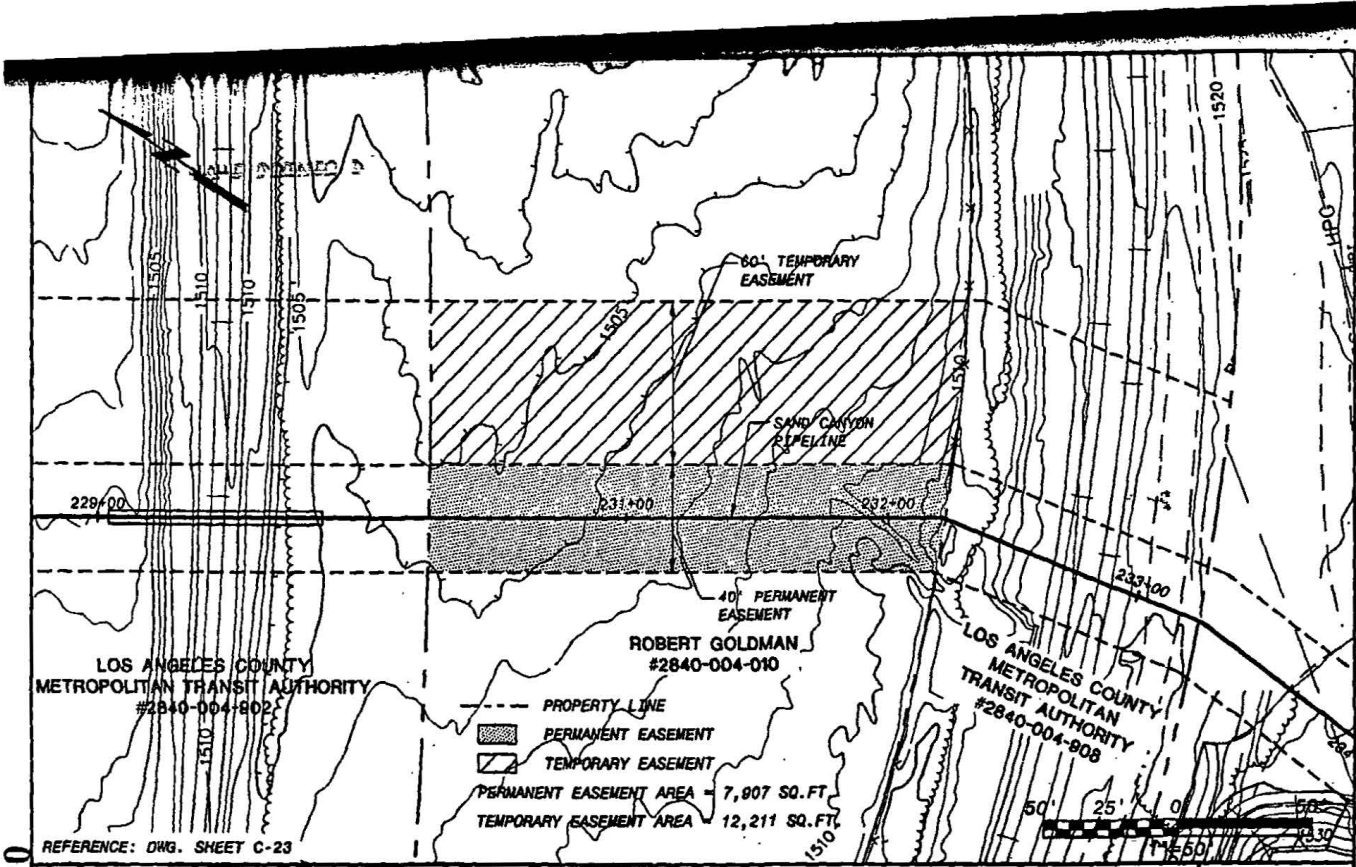 1520
HPG
1505
1510
1510
1505
60' TEMPORARY
EASEMENT
1505
1510
SAND CANYON
PIPELINE
229+00
231+00
232+00
233+00
40' PERMANENT
EASEMENT
ROBERT GOLDMAN
#2840-004-010
LOS ANGELES COUNTY
METROPOLITAN TRANSIT AUTHORITY
#2840-004-902
LOS ANGELES COUNTY
METROPOLITAN
TRANSIT AUTHORITY
#2840-004-908
PROPERTY LINE
PERMANENT EASEMENT
TEMPORARY EASEMENT
PERMANENT EASEMENT AREA = 7,907 SQ.FT.
TEMPORARY EASEMENT AREA = 12,211 SQ.FT.
1510
1510
50' 25' 0 50'
1"=50'
REFERENCE: DWG. SHEET C-23